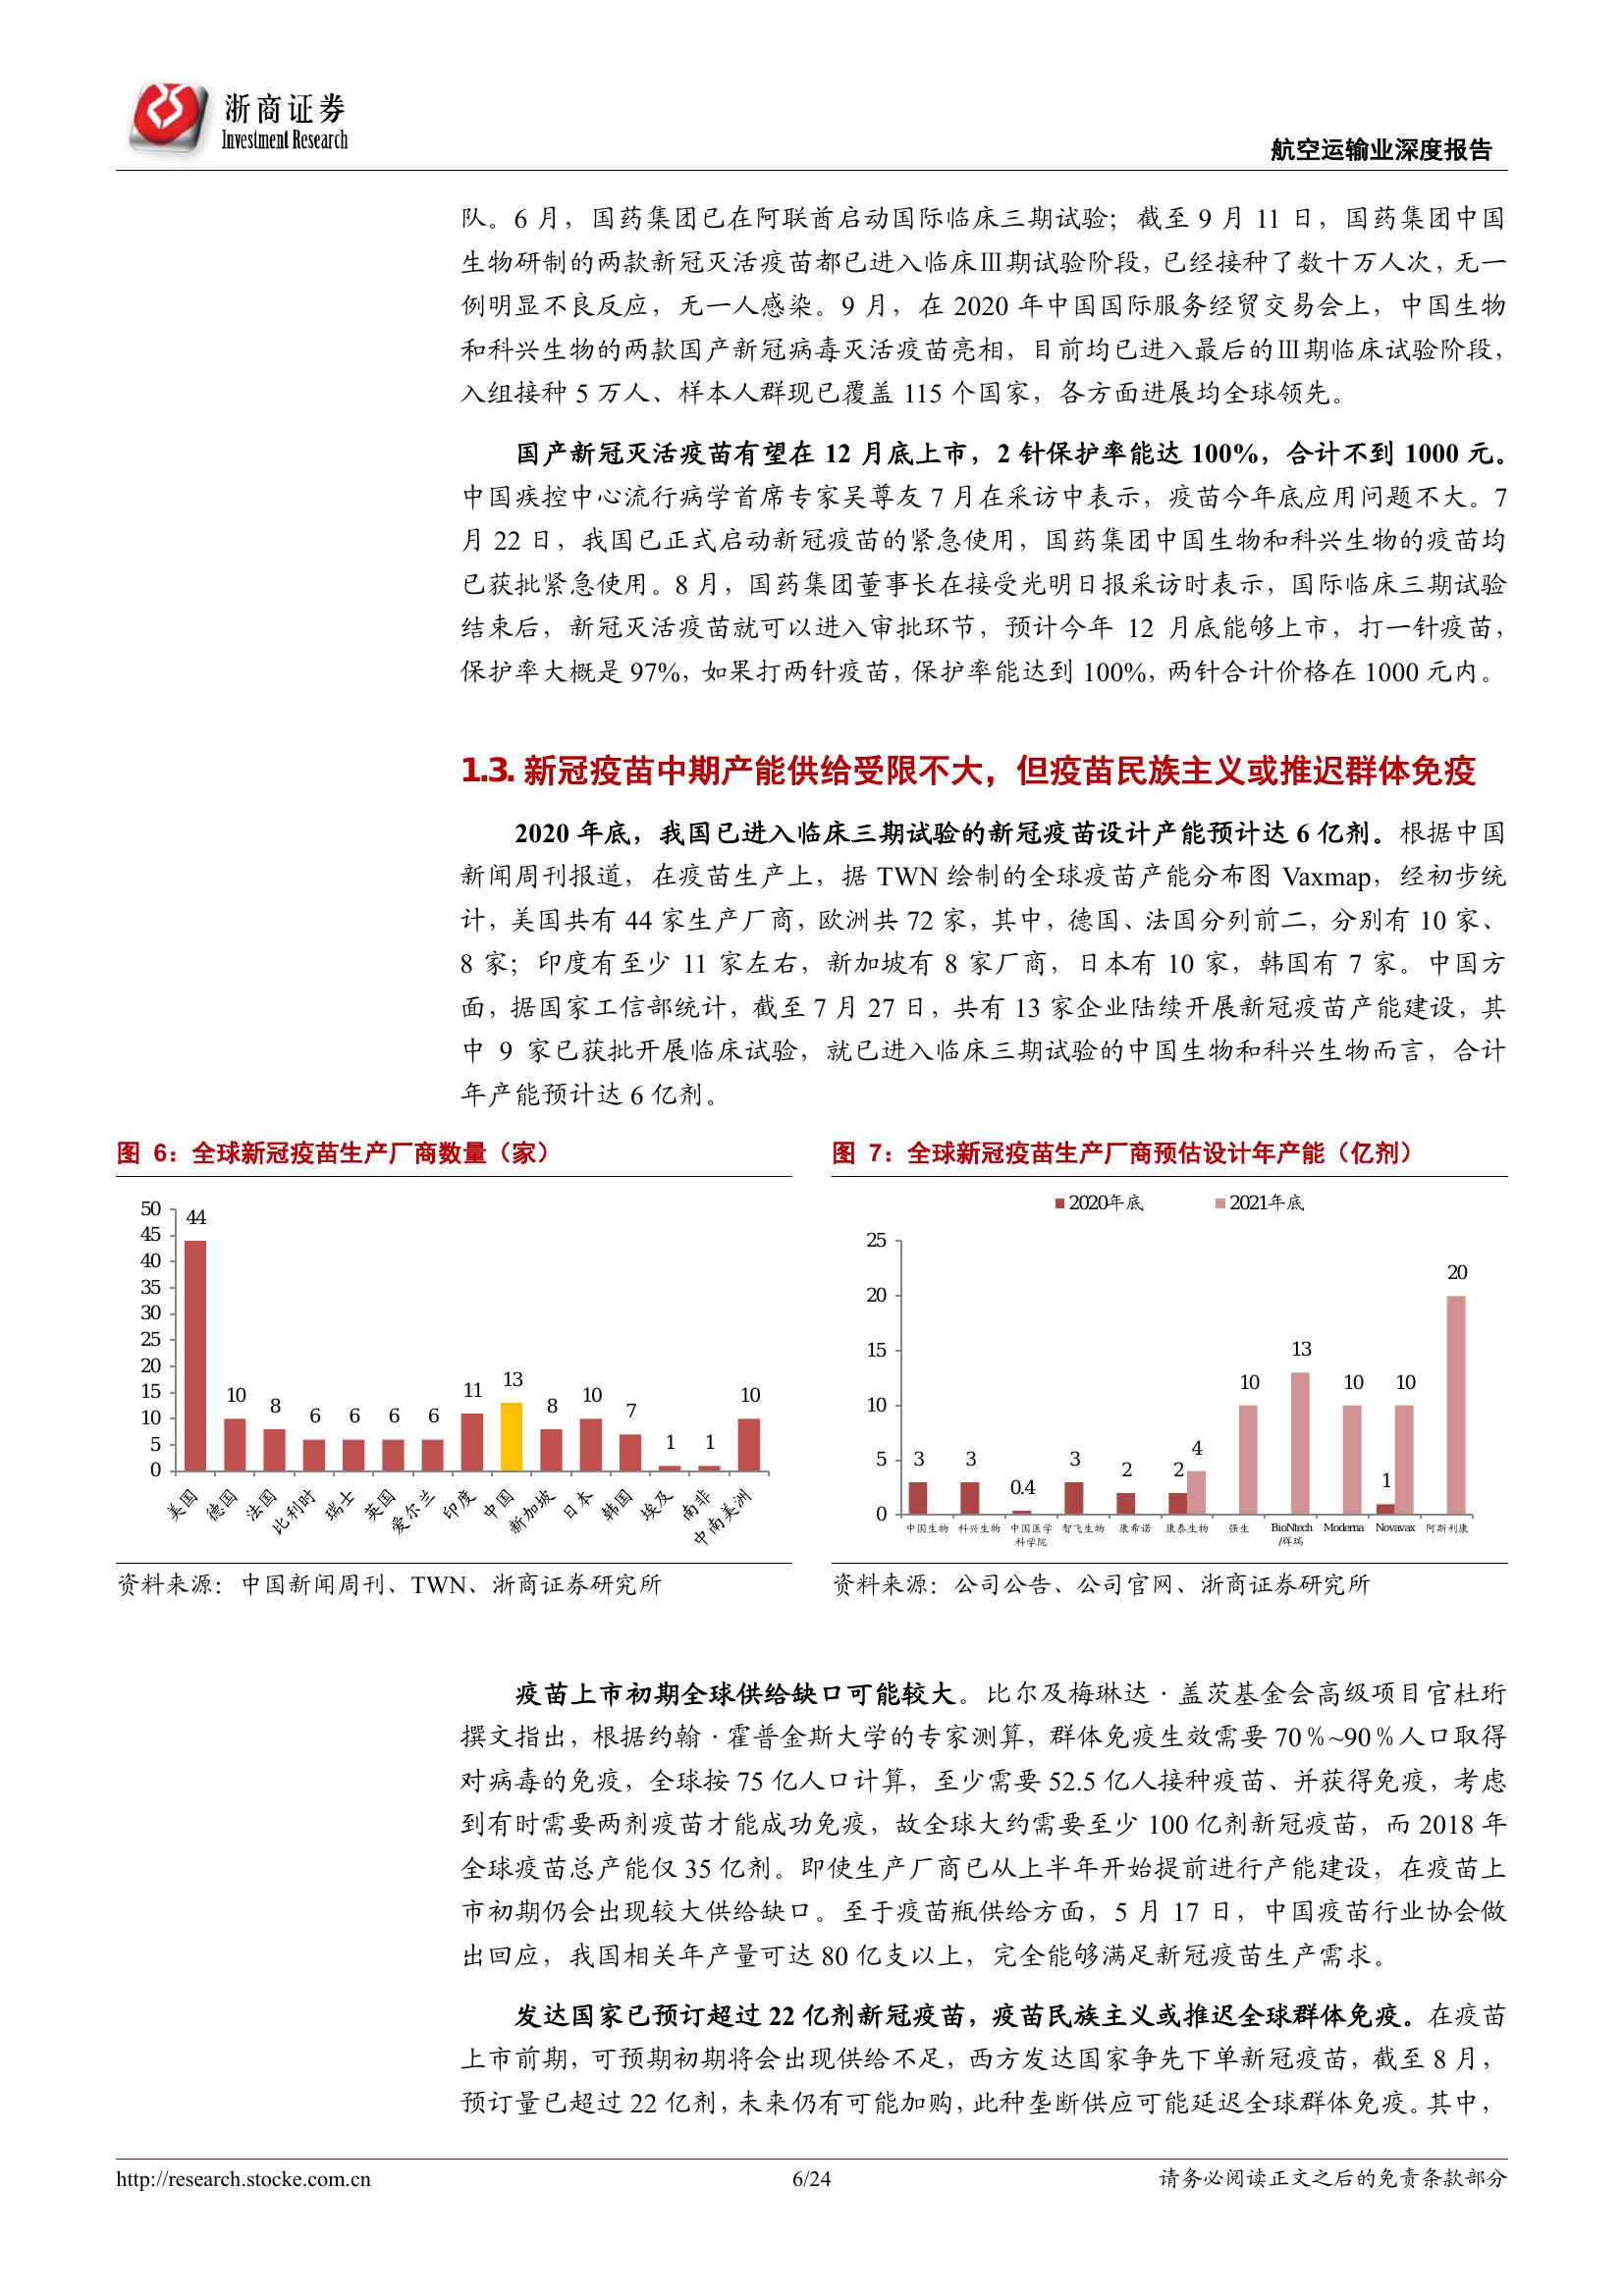 浙商证券
Investment Research
航空运输业深度报告
队。6 月，国药集团已在阿联酋启动国际临床三期试验；截至 9 月 11 日，国药集团中国
生物研制的两款新冠灭活疫苗都已进入临床Ⅲ期试验阶段，已经接种了数十万人次，无一
例明显不良反应，无一人感染。9 月，在 2020 年中国国际服务经贸交易会上，中国生物
和科兴生物的两款国产新冠病毒灭活疫苗亮相，目前均已进入最后的Ⅲ期临床试验阶段，
入组接种 5 万人、样本人群现已覆盖 115 个国家，各方面进展均全球领先。
国产新冠灭活疫苗有望在 12 月底上市，2 针保护率能达 100%，合计不到 1000 元。
中国疾控中心流行病学首席专家吴尊友 7 月在采访中表示，疫苗今年底应用问题不大。7
月 22 日，我国已正式启动新冠疫苗的紧急使用，国药集团中国生物和科兴生物的疫苗均
已获批紧急使用。8 月，国药集团董事长在接受光明日报采访时表示，国际临床三期试验
结束后，新冠灭活疫苗就可以进入审批环节，预计今年 12 月底能够上市，打一针疫苗，
保护率大概是 97%，如果打两针疫苗，保护率能达到 100%，两针合计价格在 1000 元内。
1.3. 新冠疫苗中期产能供给受限不大，但疫苗民族主义或推迟群体免疫
2020 年底，我国已进入临床三期试验的新冠疫苗设计产能预计达 6 亿剂。根据中国
新闻周刊报道，在疫苗生产上，据 TWN 绘制的全球疫苗产能分布图 Vaxmap，经初步统
计，美国共有 44 家生产厂商，欧洲共 72 家，其中，德国、法国分列前二，分别有 10 家、
8 家；印度有至少 11 家左右，新加坡有 8 家厂商，日本有 10 家，韩国有 7 家。中国方
面，据国家工信部统计，截至 7 月 27 日，共有 13 家企业陆续开展新冠疫苗产能建设，其
中 9 家已获批开展临床试验，就已进入临床三期试验的中国生物和科兴生物而言，合计
年产能预计达 6 亿剂。
图 6：全球新冠疫苗生产厂商数量（家）
50
45
40
35
30
25
20
15
10
5
0
44
10
8
6
6
6
6
11
13
8
10
7
1
1
10
美国
德国
法国
比利时
瑞士
英国
爱尔兰
印度
中国
新加坡
日本
韩国
埃及
南非
中南美洲
资料来源：中国新闻周刊、TWN、浙商证券研究所
图 7：全球新冠疫苗生产厂商预估设计年产能（亿剂）
2020年底
2021年底
25
20
15
10
5
0
3
3
0.4
3
2
2
4
10
13
10
1
10
20
中国生物
科兴生物
中国医学
科学院
智飞生物
康希诺
康泰生物
强生
BioNtech
/辉瑞
Moderna
Novavax
阿斯利康
资料来源：公司公告、公司官网、浙商证券研究所
疫苗上市初期全球供给缺口可能较大。比尔及梅琳达·盖茨基金会高级项目官杜珩
撰文指出，根据约翰·霍普金斯大学的专家测算，群体免疫生效需要 70％~90％人口取得
对病毒的免疫，全球按 75 亿人口计算，至少需要 52.5 亿人接种疫苗、并获得免疫，考虑
到有时需要两剂疫苗才能成功免疫，故全球大约需要至少 100 亿剂新冠疫苗，而 2018 年
全球疫苗总产能仅 35 亿剂。即使生产厂商已从上半年开始提前进行产能建设，在疫苗上
市初期仍会出现较大供给缺口。至于疫苗瓶供给方面，5 月 17 日，中国疫苗行业协会做
出回应，我国相关年产量可达 80 亿支以上，完全能够满足新冠疫苗生产需求。
发达国家已预订超过 22 亿剂新冠疫苗，疫苗民族主义或推迟全球群体免疫。在疫苗
上市前期，可预期初期将会出现供给不足，西方发达国家争先下单新冠疫苗，截至 8 月，
预订量已超过 22 亿剂，未来仍有可能加购，此种垄断供应可能延迟全球群体免疫。其中，
http://research.stocke.com.cn
6/24
请务必阅读正文之后的免责条款部分